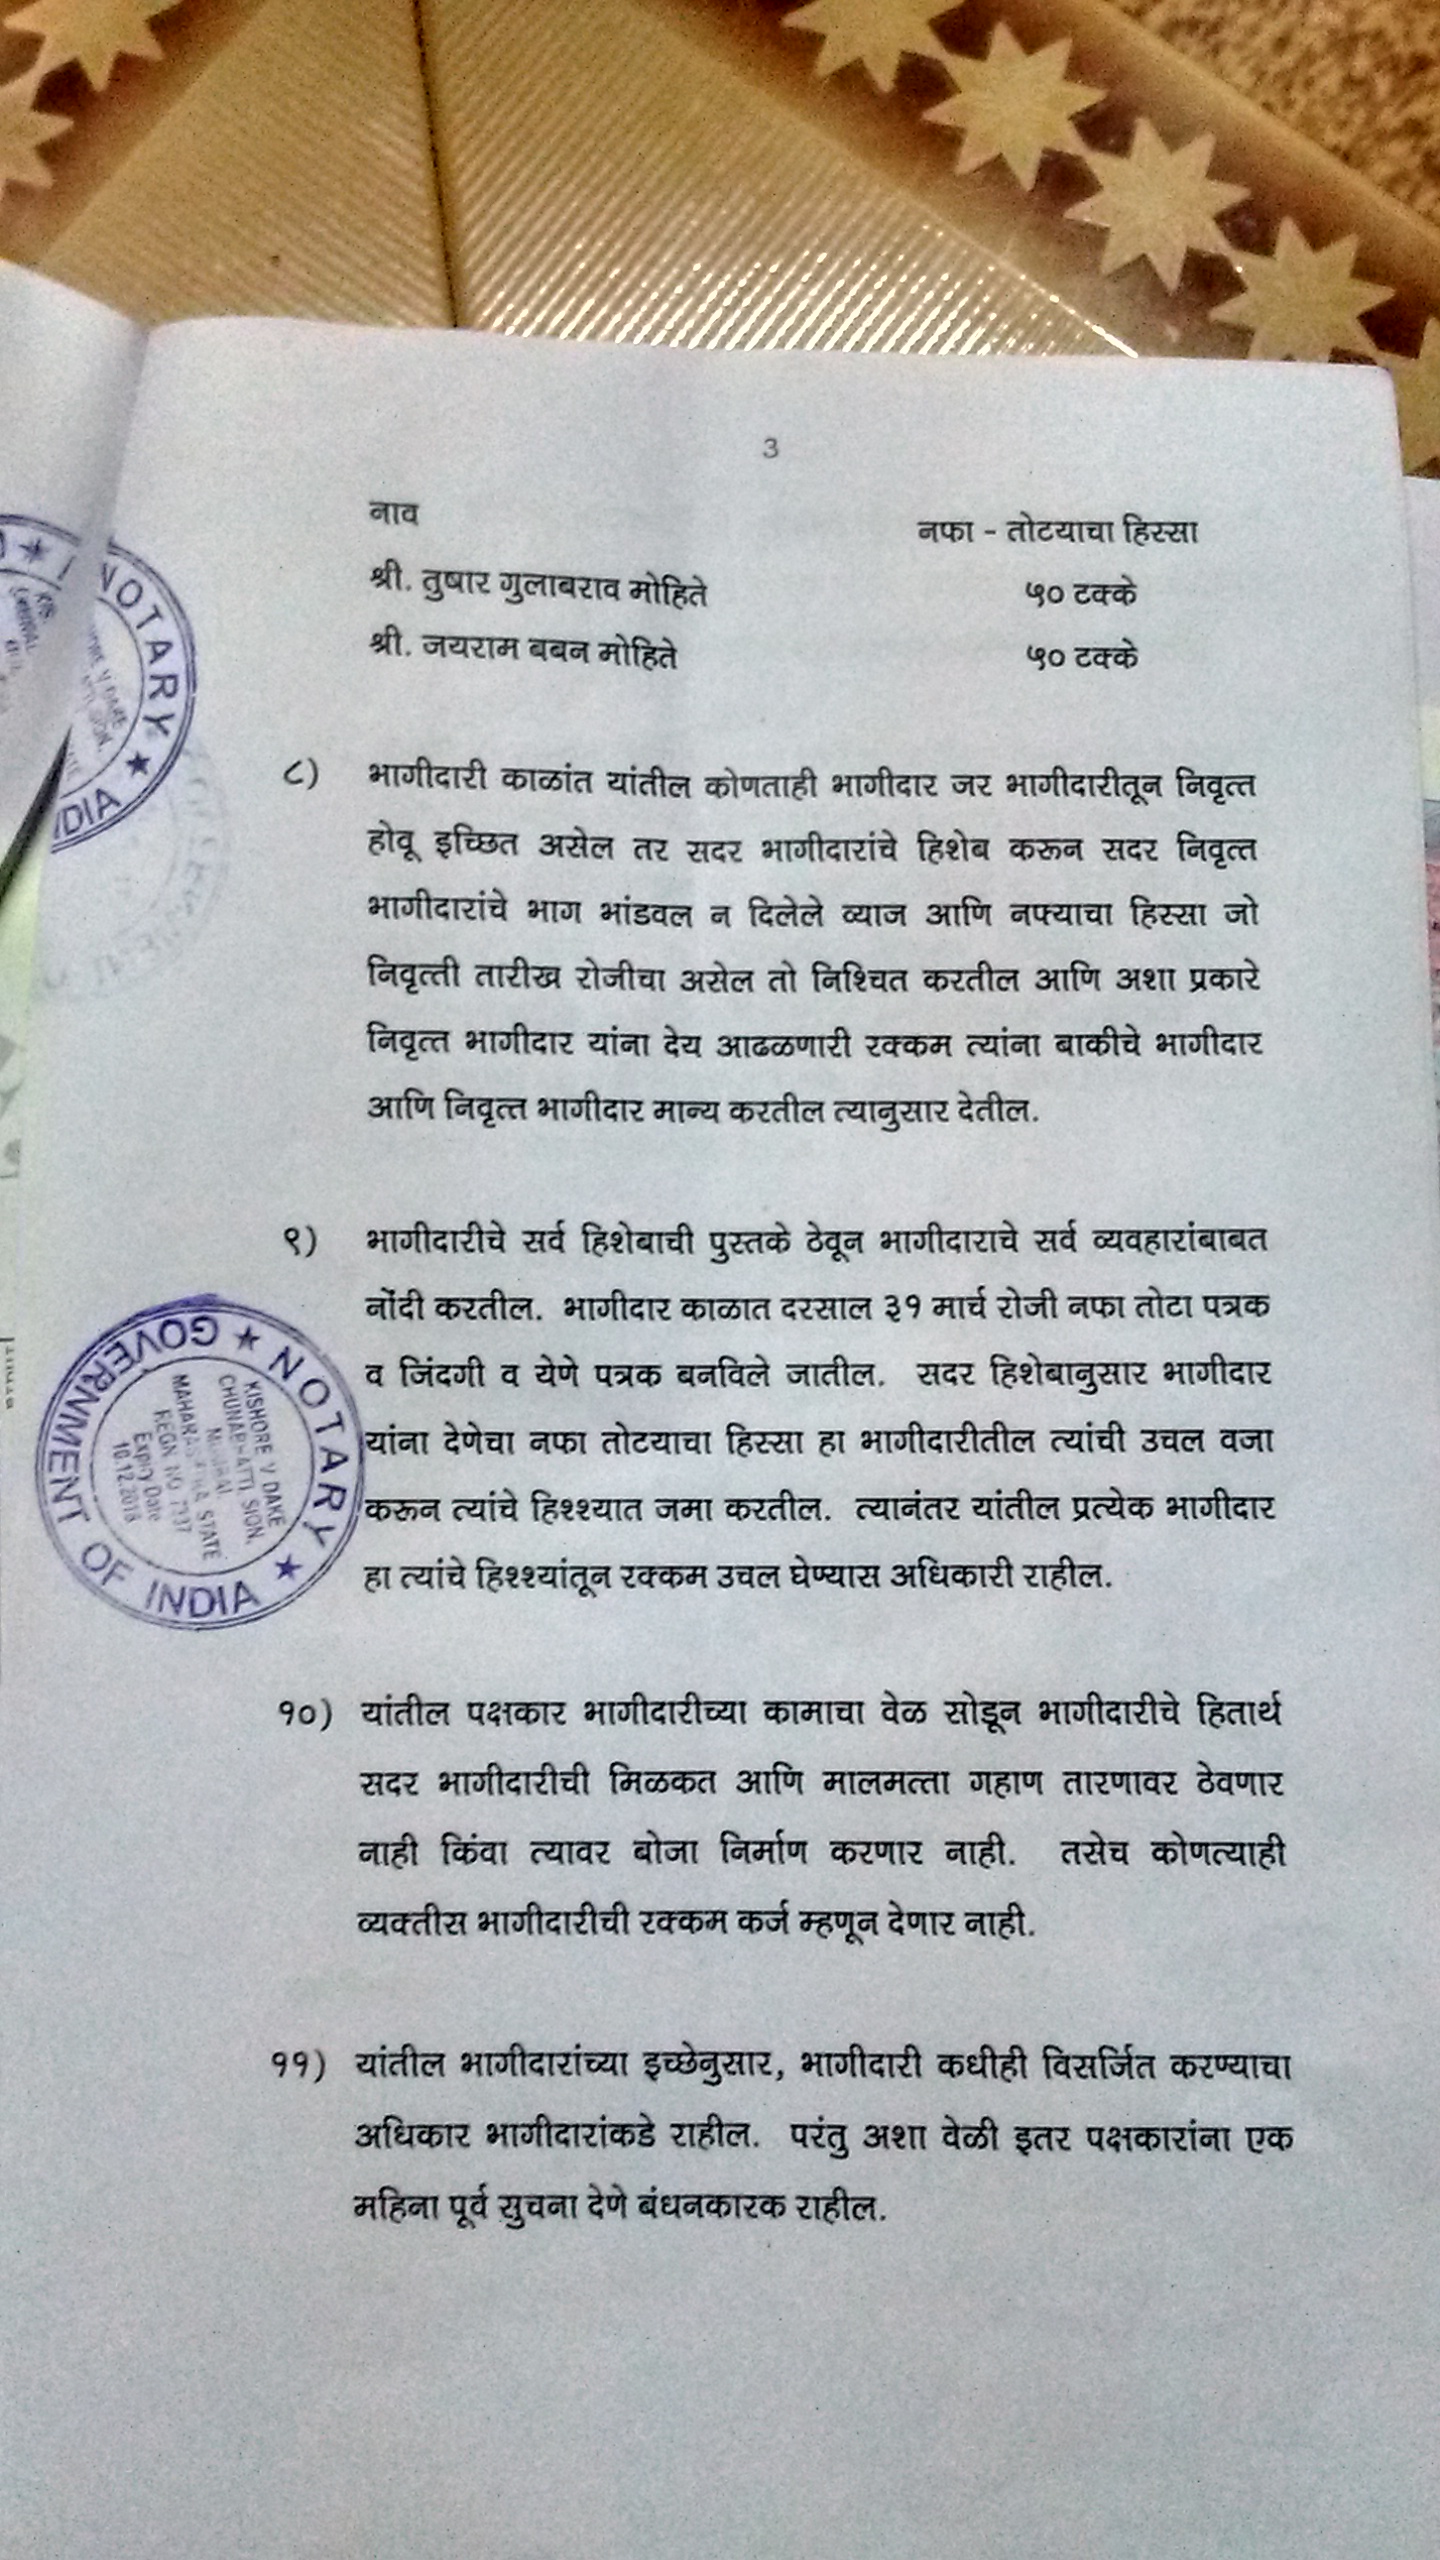 3
नाव नफा - तोटयाचा हिस्सा
श्री. तुषार गुलाबराव मोहिते ५० टक्के
श्री. जयराम बबन मोहिते ५० टक्के
८) भागीदारी काळांत यांतील कोणताही भागीदार जर भागीदारीतून निवृत्त
होवू इच्छित असेल तर सदर भागीदारांचे हिशेब करून सदर निवृत्त
भागीदारांचे भाग भांडवल न दिलेले व्याज आणि नफ्याचा हिस्सा जो
निवृत्ती तारीख रोजीचा असेल तो निश्चित करतील आणि अशा प्रकारे
निवृत्त भागीदार यांना देय आढळणारी रक्कम त्यांना बाकीचे भागीदार
आणि निवृत्त भागीदार मान्य करतील त्यानुसार देतील.
९) भागीदारीचे सर्व हिशेबाची पुस्तके ठेवून भागीदाराचे सर्व व्यवहारांबाबत
नोंदी करतील. भागीदार काळात दरसाल ३१ मार्च रोजी नफा तोटा पत्रक
व जिंदगी व येणे पत्रक बनविले जातील. सदर हिशेबानुसार भागीदार
यांना देणेचा नफा तोटयाचा हिस्सा हा भागीदारीतील त्यांची उचल वजा
करून त्यांचे हिश्श्यात जमा करतील. त्यानंतर यांतील प्रत्येक भागीदार
हा त्यांचे हिश्श्यांतून रक्कम उचल घेण्यास अधिकारी राहील.
१०) यांतील पक्षकार भागीदारीच्या कामाचा वेळ सोडून भागीदारीचे हितार्थ
सदर भागीदारीची मिळकत आणि मालमत्ता गहाण तारणावर ठेवणार
नाही किंवा त्यावर बोजा निर्माण करणार नाही. तसेच कोणत्याही
व्यक्तीस भागीदारीची रक्कम कर्ज म्हणून देणार नाही.
११) यांतील भागीदारांच्या इच्छेनुसार, भागीदारी कधीही विसर्जित करण्याचा
अधिकार भागीदारांकडे राहील. परंतु अशा वेळी इतर पक्षकारांना एक
महिना पूर्व सुचना देणे बंधनकारक राहील.
NOTARY
INDIA
NOTARY
GOVERNMENT OF INDIA
KISHORE V DAKE
CHUNABHATTI SION,
MUMBAI
MAHARASHTRA STATE
REGN NO 7137
Expiry Date
10.12.2018